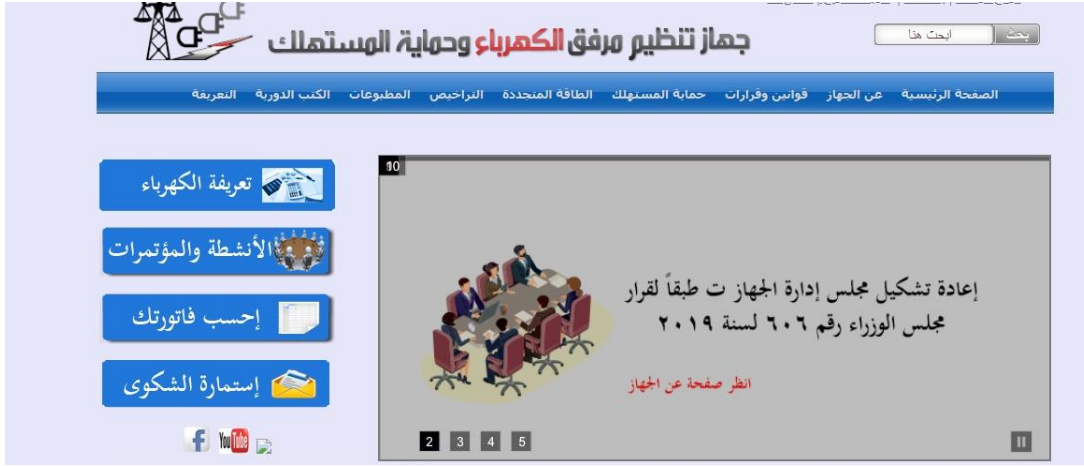 جهاز تنظيم مرفق الكهرباء وحماية المستهلك
ابحث هنا
بحث
الصفحة الرئيسية عن الجهاز قوانين وقرارات حماية المستهلك الطاقة المتجددة التراخيص المطبوعات الكتب الدورية التعريفة
إعادة تشكيل مجلس إدارة الجهاز ت طبقاً لقرار
مجلس الوزراء رقم ٦٠٦ لسنة ٢٠١٩
انظر صفحة عن الجهاز
2 3 4 5
تعريفة الكهرباء
الأنشطة والمؤتمرات
إحسب فاتورتك
إستمارة الشكوى
f YouTube